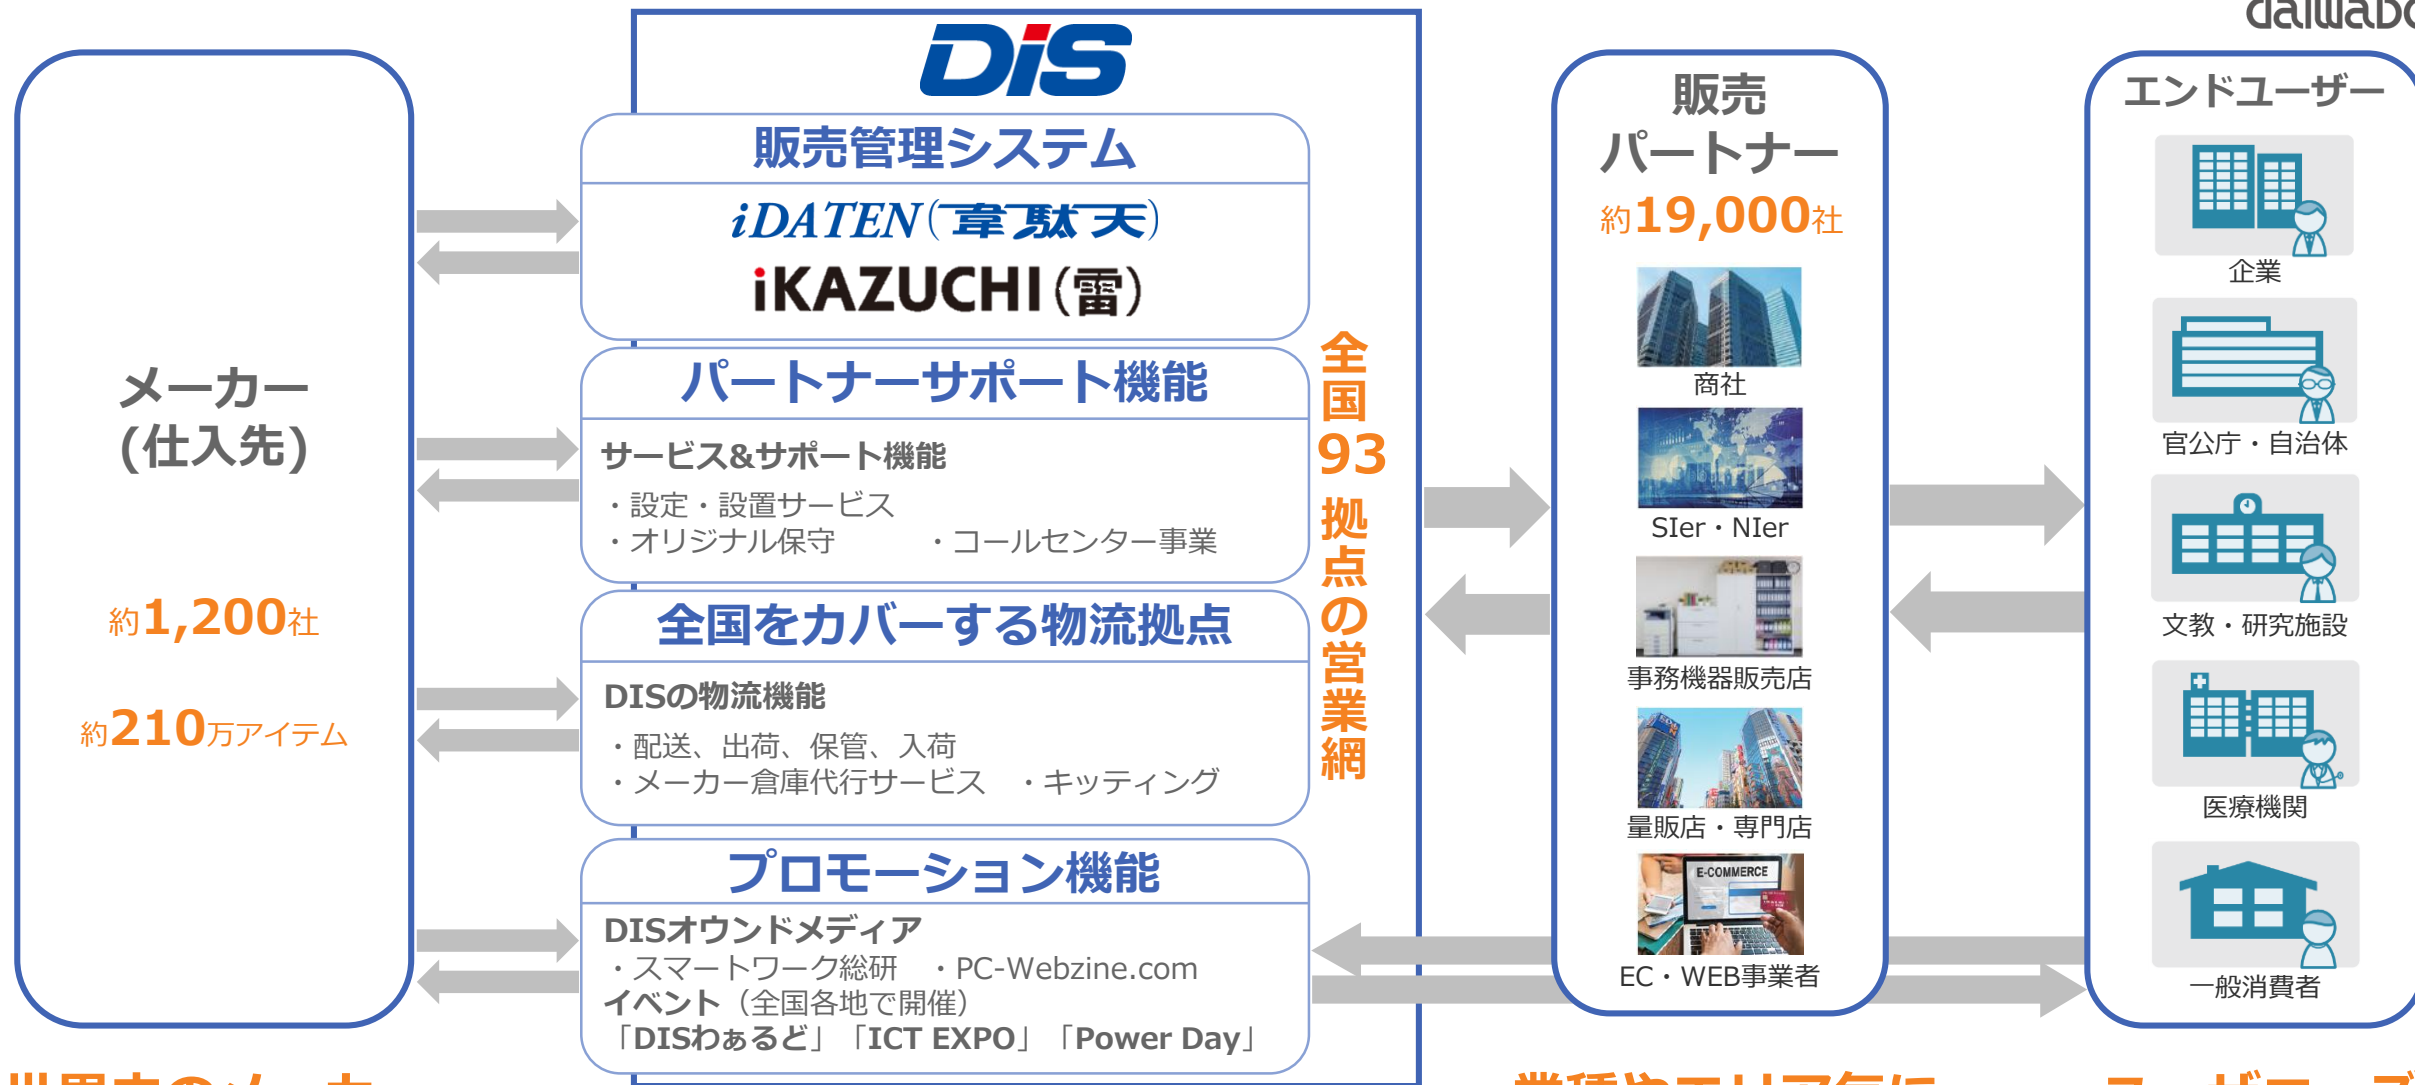 メーカー
(仕入先)
約1,200社
約210万アイテム
DiS
販売管理システム
iDATEN(韋駄天)
iKAZUCHI(雷)
パートナーサポート機能
サービス&サポート機能
・設定・設置サービス
・オリジナル保守 ・コールセンター事業
全国をカバーする物流拠点
DISの物流機能
・配送、出荷、保管、入荷
・メーカー倉庫代行サービス ・キッティング
プロモーション機能
DISオウンドメディア
・スマートワーク総研 ・PC-Webzine.com
イベント（全国各地で開催）
「DISわぁるど」「ICT EXPO」「Power Day」
全国93拠点の営業網
販売
パートナー
約19,000社
商社
SIer・NIer
事務機器販売店
量販店・専門店
E-COMMERCE
EC・WEB事業者
エンドユーザー
企業
官公庁・自治体
文教・研究施設
医療機関
一般消費者